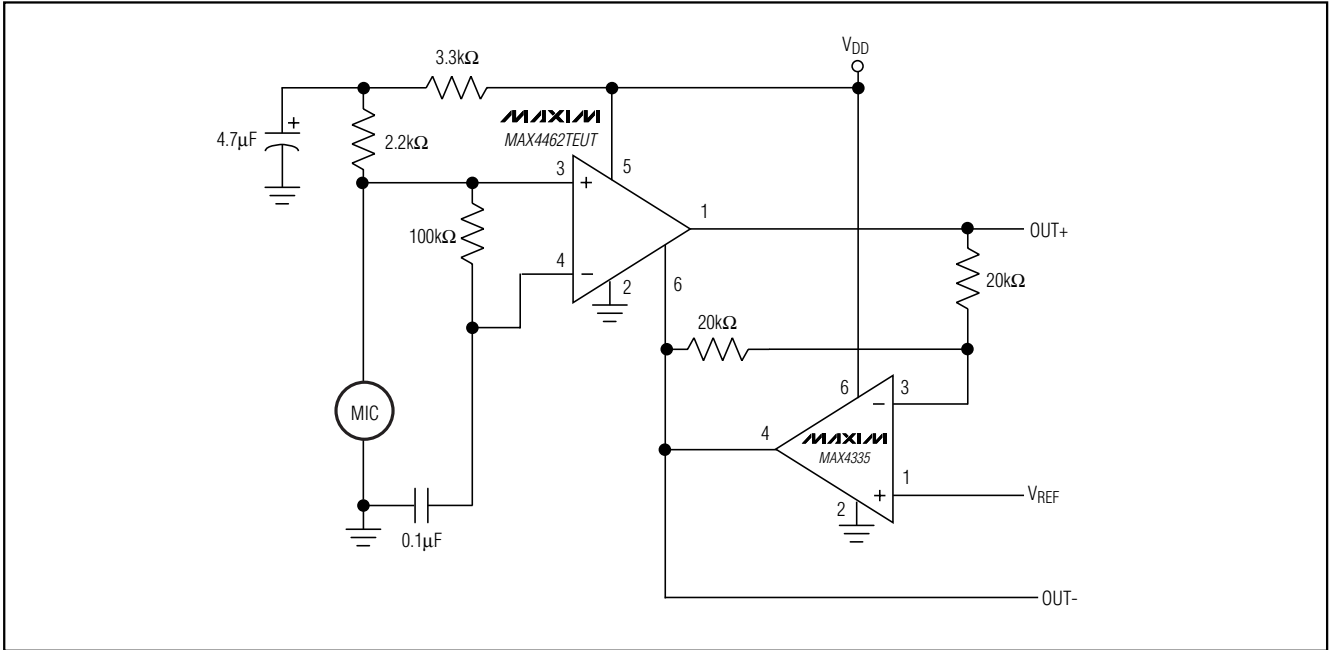 V_DD
3.3kΩ
MAXIM
MAX4462TEUT
4.7μF
+
2.2kΩ
3
+
5
1
OUT+
100kΩ
4
−
2
6
20kΩ
20kΩ
6
3
−
MIC
4
MAXIM
MAX4335
1
+
V_REF
2
0.1μF
OUT-